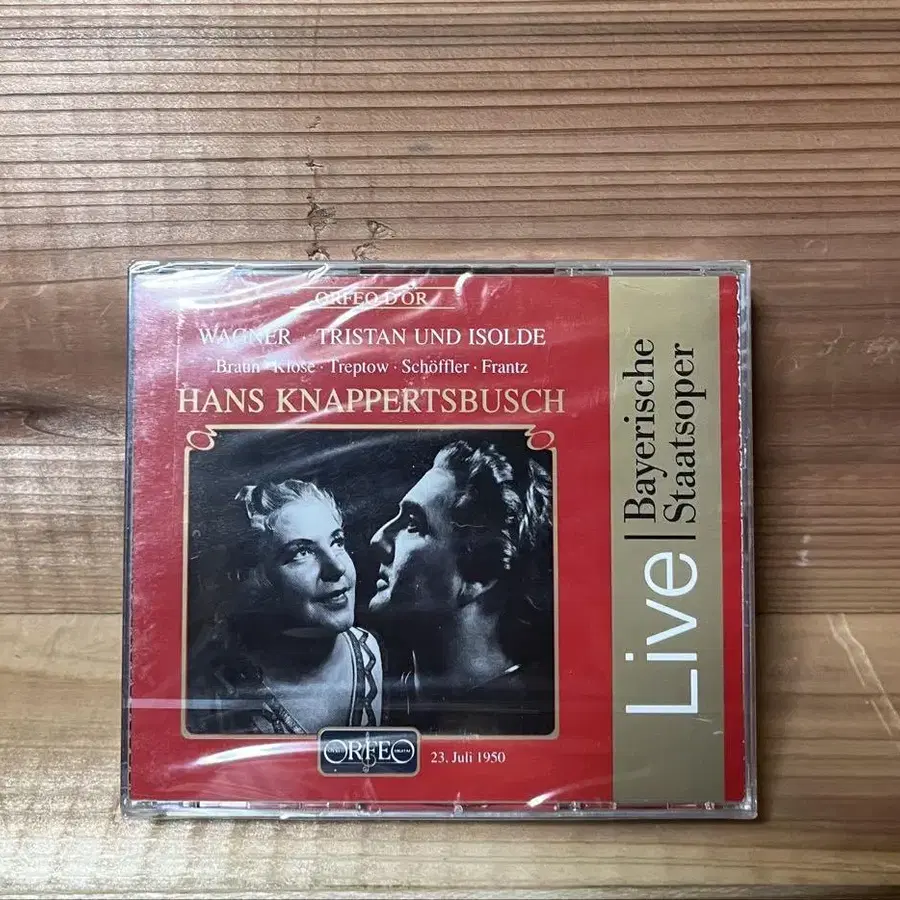 ORFEO D'OR
WAGNER · TRISTAN UND ISOLDE
Braun · Klose · Treptow · Schöffler · Frantz
HANS KNAPPERTSBUSCH
ORFEO
DIGITAL
23. Juli 1950
Live
Bayerische
Staatsoper